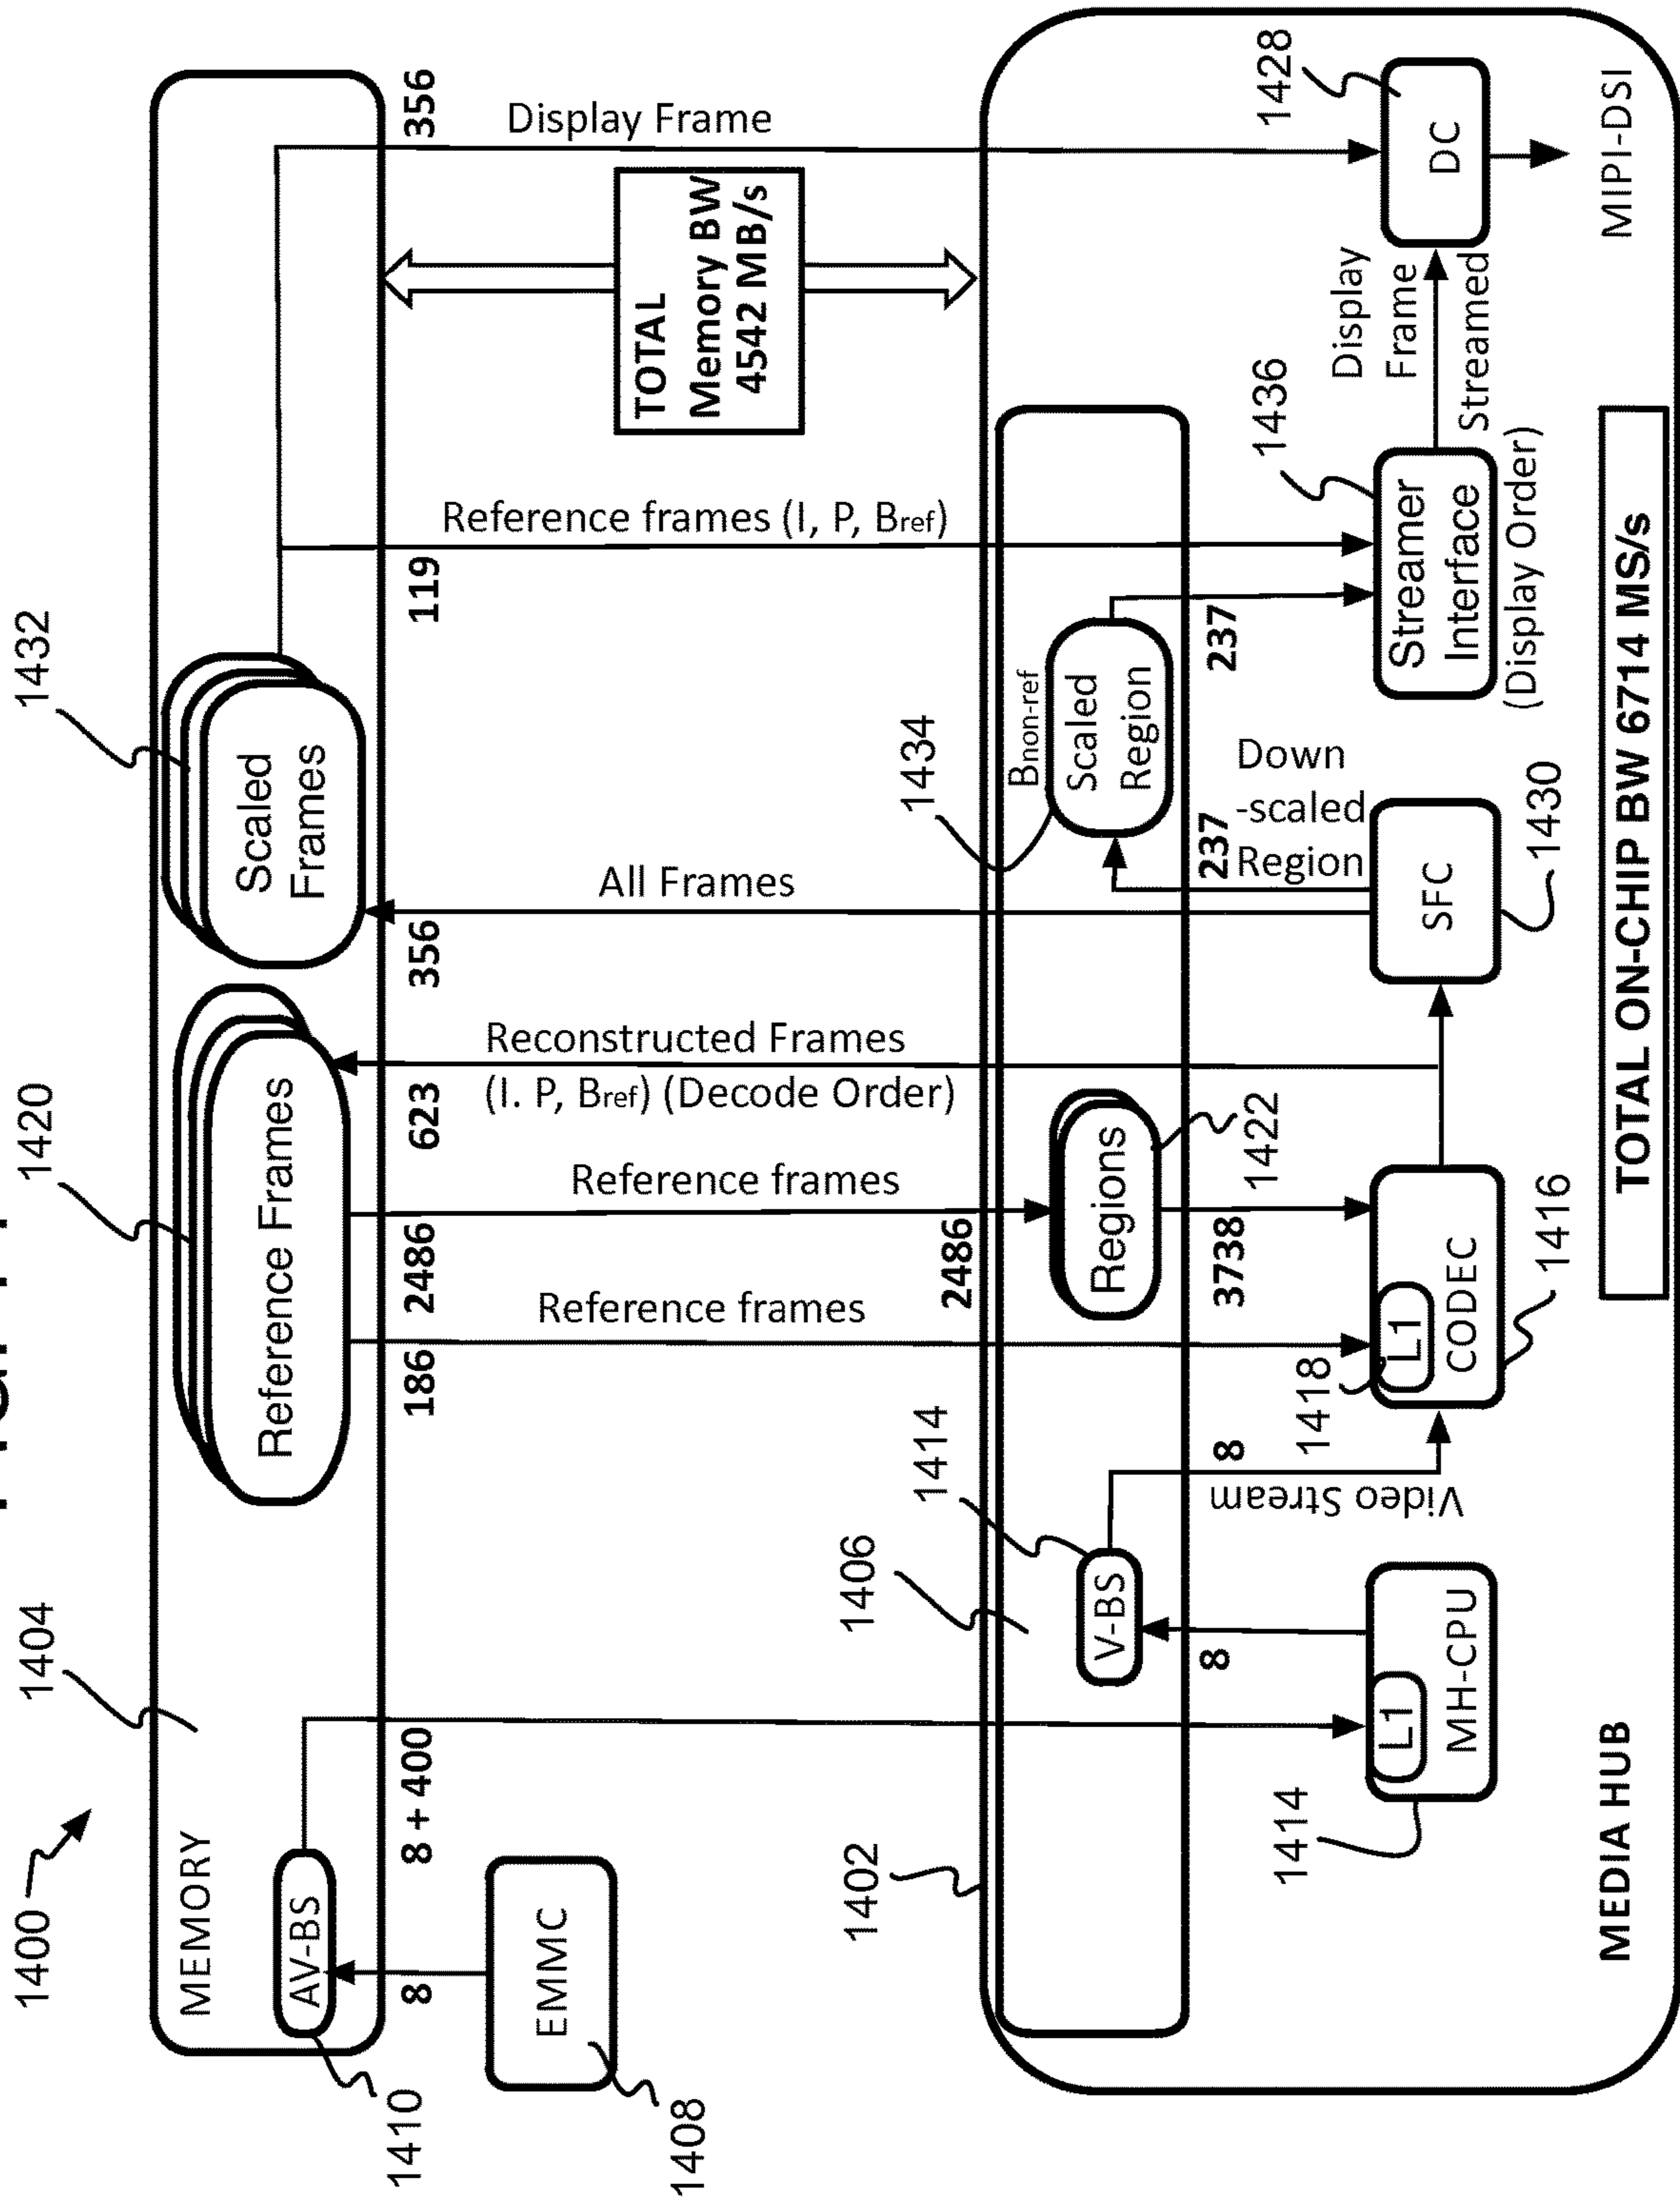 1400
1404
1420
1432
MEMORY
AV-BS
Reference Frames
Scaled
Frames
1410
8
8 + 400
186
2486
623
356
119
356
EMMC
1408
Reference frames
Reference frames
Reconstructed Frames
(I. P, Bref) (Decode Order)
All Frames
Reference frames (I, P, Bref)
Display Frame
TOTAL
Memory BW
4542 MB/s
1402
1406
1414
2486
1434
V-BS
Regions
Bnon-ref
Scaled
Region
8
8
Video Stream
3738
1422
237
Down
-scaled
Region
237
1436
Display
Frame
Streamed
1428
1414
L1
MH-CPU
1418
L1
CODEC
1416
SFC
1430
Streamer
Interface
(Display Order)
DC
MIPI-DSI
MEDIA HUB
TOTAL ON-CHIP BW 6714 MS/s